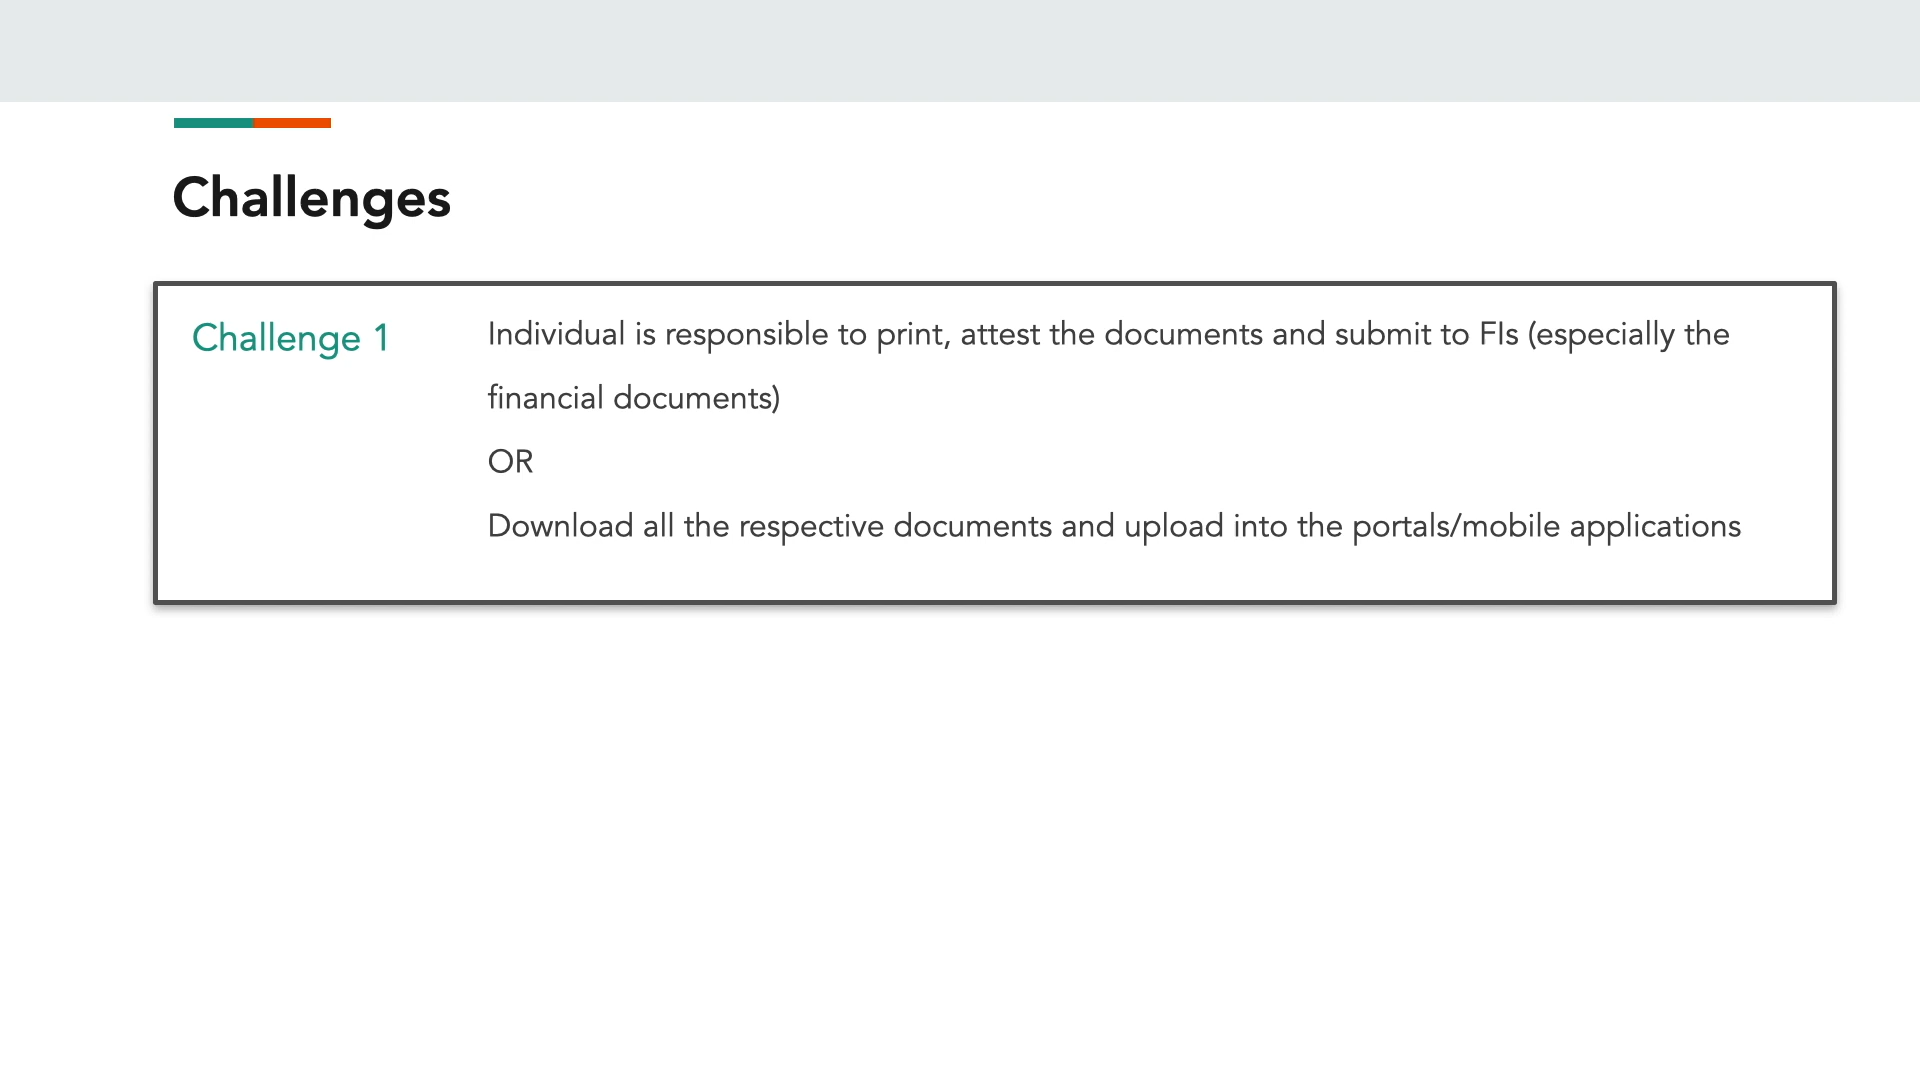 Challenges
Challenge 1
Individual is responsible to print, attest the documents and submit to FIs (especially the
financial documents)
OR
Download all the respective documents and upload into the portals/mobile applications